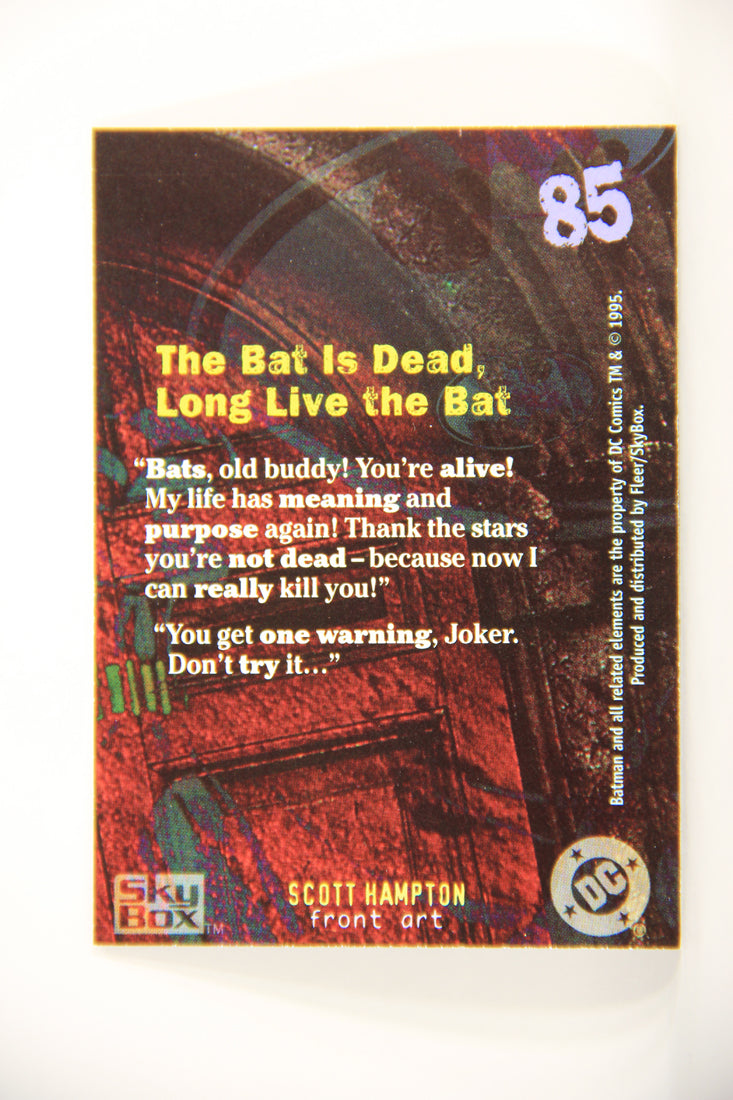 85
The Bat Is Dead,
Long Live the Bat
“Bats, old buddy! You’re alive!
My life has meaning and
purpose again! Thank the stars
you’re not dead – because now I
can really kill you!”
“You get one warning, Joker.
Don’t try it...”
Batman and all related elements are the property of DC Comics TM & © 1995.
Produced and distributed by Fleer/SkyBox.
SKY
BOX TM
SCOTT HAMPTON
front art
DC
®